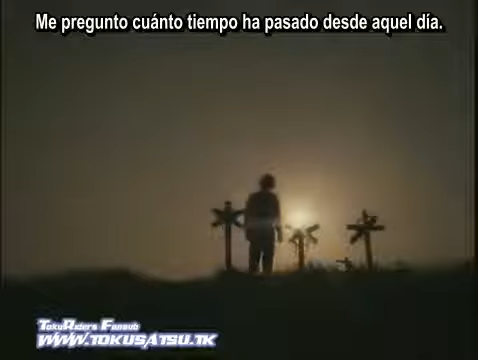 Me pregunto cuánto tiempo ha pasado desde aquel día.
TokuRiders Fansub
WWW.TOKUSATSU.TK